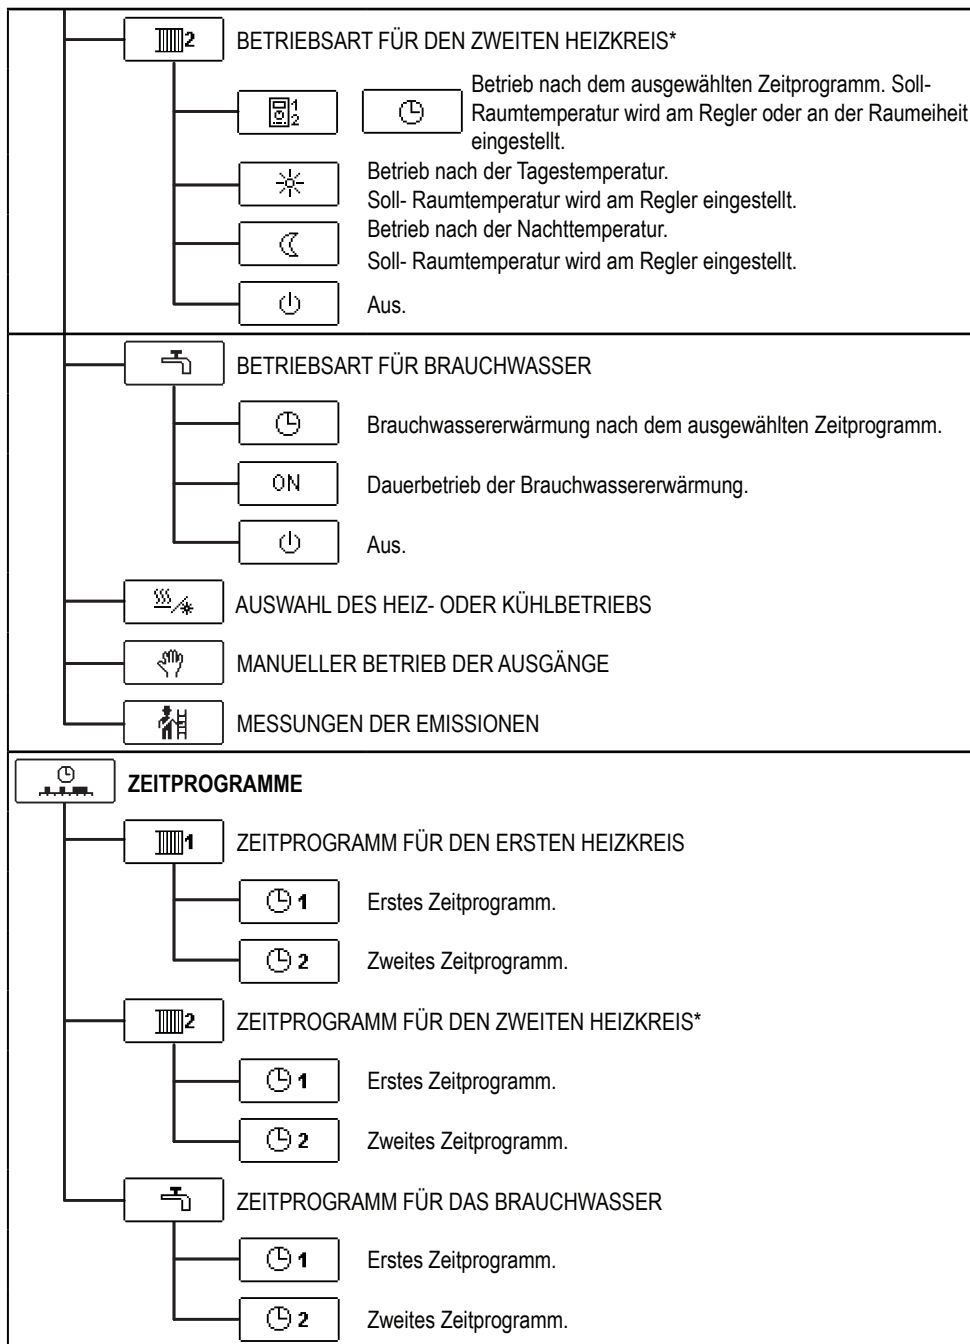 2 BETRIEBSART FÜR DEN ZWEITEN HEIZKREIS*
1
2
Betrieb nach dem ausgewählten Zeitprogramm. Soll-
Raumtemperatur wird am Regler oder an der Raumeiheit
eingestellt.
Betrieb nach der Tagestemperatur.
Soll- Raumtemperatur wird am Regler eingestellt.
Betrieb nach der Nachttemperatur.
Soll- Raumtemperatur wird am Regler eingestellt.
Aus.
BETRIEBSART FÜR BRAUCHWASSER
Brauchwassererwärmung nach dem ausgewählten Zeitprogramm.
ON Dauerbetrieb der Brauchwassererwärmung.
Aus.
AUSWAHL DES HEIZ- ODER KÜHLBETRIEBS
MANUELLER BETRIEB DER AUSGÄNGE
MESSUNGEN DER EMISSIONEN
ZEITPROGRAMME
1 ZEITPROGRAMM FÜR DEN ERSTEN HEIZKREIS
1 Erstes Zeitprogramm.
2 Zweites Zeitprogramm.
2 ZEITPROGRAMM FÜR DEN ZWEITEN HEIZKREIS*
1 Erstes Zeitprogramm.
2 Zweites Zeitprogramm.
ZEITPROGRAMM FÜR DAS BRAUCHWASSER
1 Erstes Zeitprogramm.
2 Zweites Zeitprogramm.